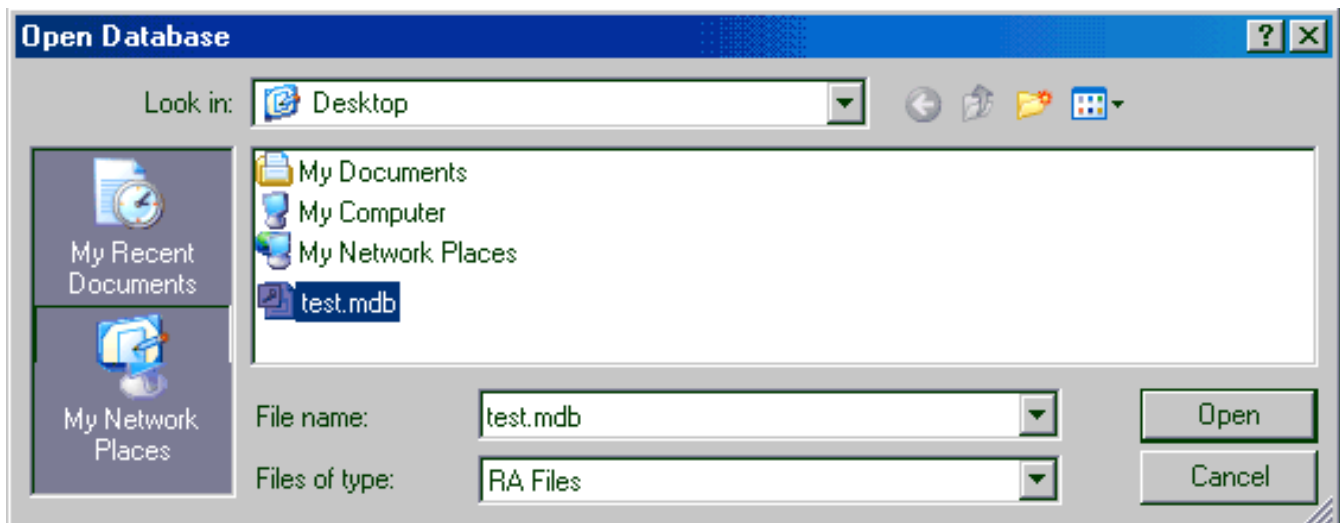 Open Database
Look in: Desktop
My Documents
My Computer
My Network Places
test.mdb
My Recent
Documents
My Network
Places
File name: test.mdb Open
Files of type: RA Files Cancel